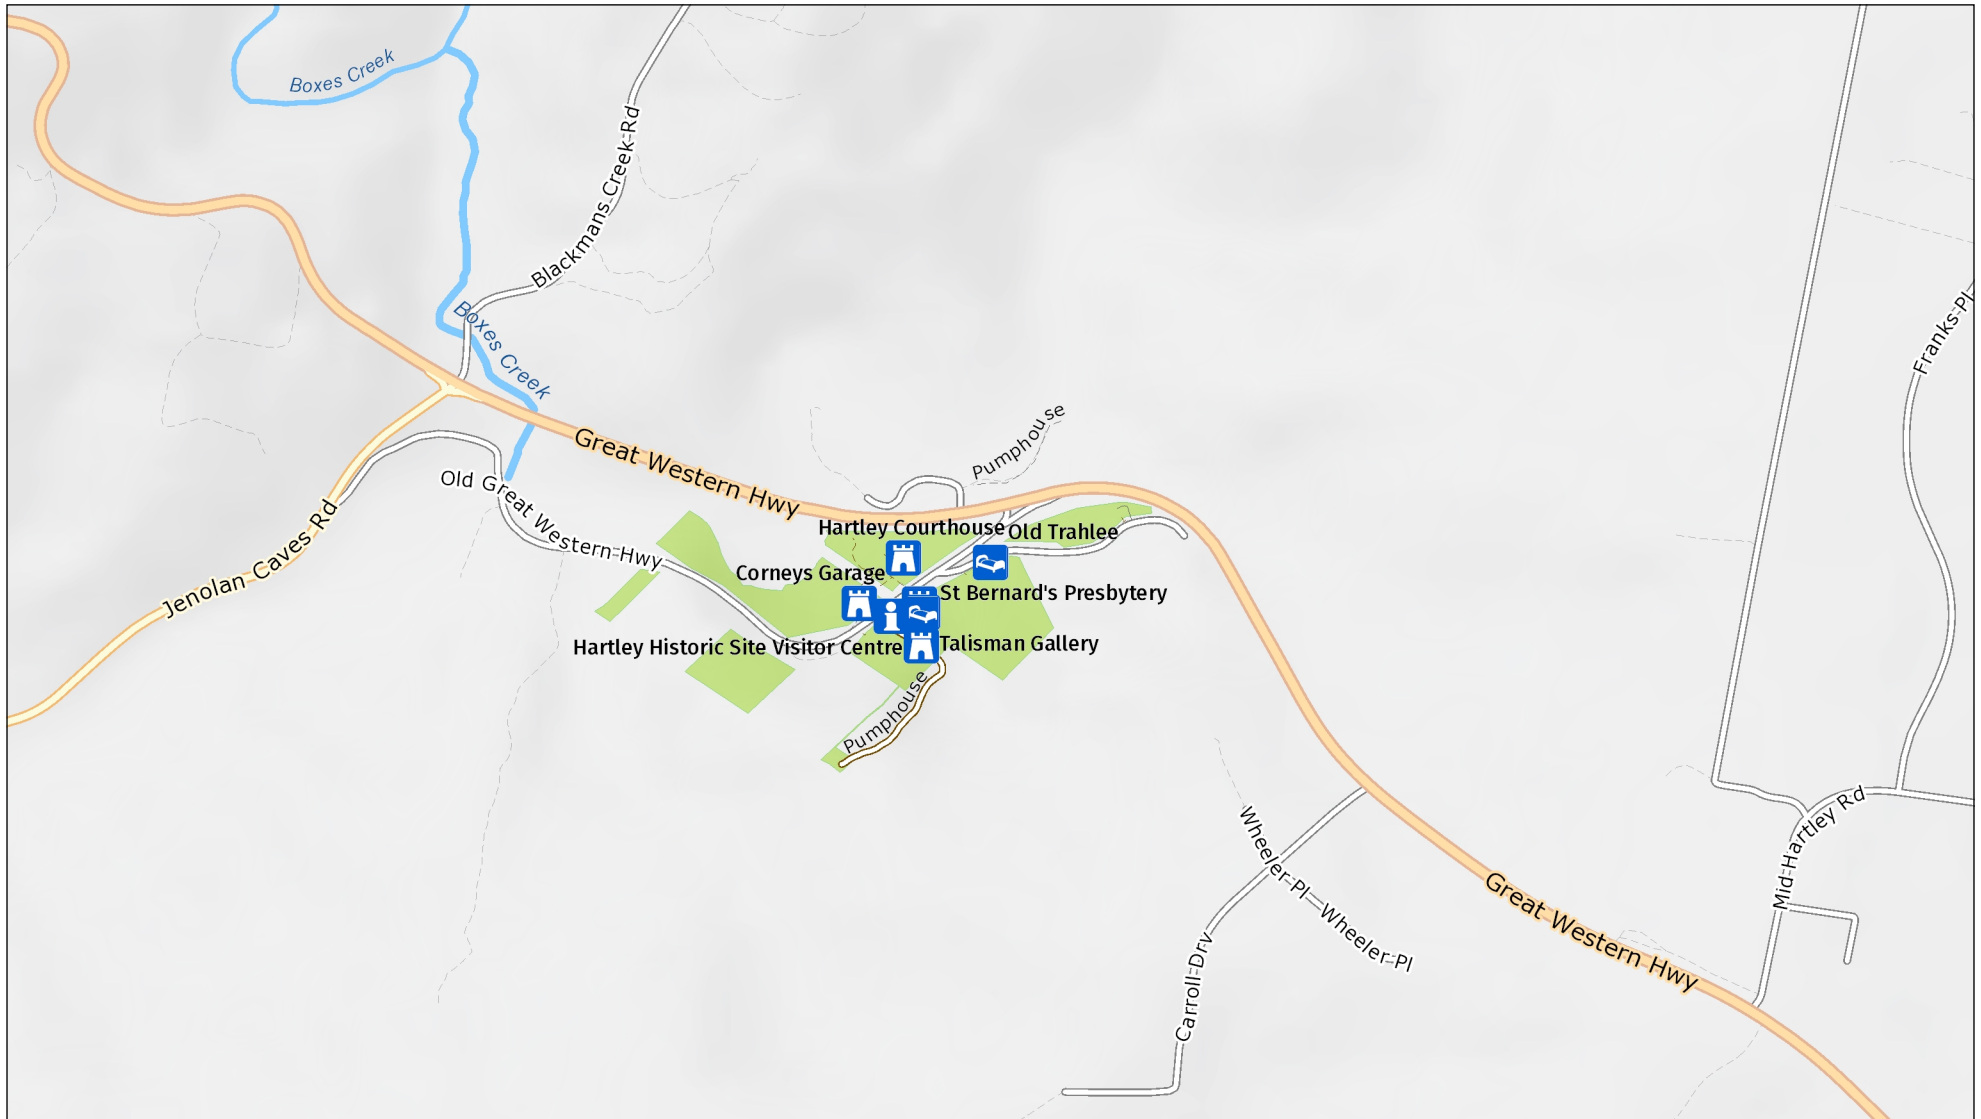 Boxes Creek
Blackmans Creek Rd
Boxes Creek
Franks Pl
Great Western Hwy
Pumphouse
Old Great Western Hwy
Jenolan Caves Rd
Hartley Courthouse
Old Trahlee
Corneys Garage
St Bernard's Presbytery
Hartley Historic Site Visitor Centre
Talisman Gallery
Pumphouse
Wheeler Pl
Wheeler Pl
Mid Hartley Rd
Great Western Hwy
Carroll Drv